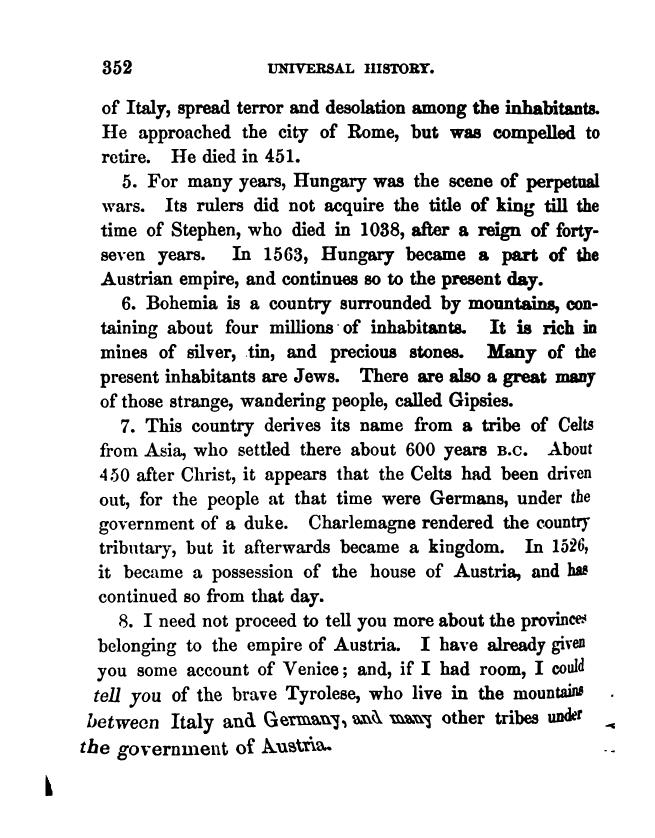 352 UNIVERSAL HISTORY.
of Italy, spread terror and desolation among the inhabitants.
He approached the city of Rome, but was compelled to
retire. He died in 451.
5. For many years, Hungary was the scene of perpetual
wars. Its rulers did not acquire the title of king till the
time of Stephen, who died in 1038, after a reign of forty-
seven years. In 1563, Hungary became a part of the
Austrian empire, and continues so to the present day.
6. Bohemia is a country surrounded by mountains, con-
taining about four millions of inhabitants. It is rich in
mines of silver, tin, and precious stones. Many of the
present inhabitants are Jews. There are also a great many
of those strange, wandering people, called Gipsies.
7. This country derives its name from a tribe of Celts
from Asia, who settled there about 600 years B.C. About
450 after Christ, it appears that the Celts had been driven
out, for the people at that time were Germans, under the
government of a duke. Charlemagne rendered the country
tributary, but it afterwards became a kingdom. In 1526,
it became a possession of the house of Austria, and has
continued so from that day.
8. I need not proceed to tell you more about the provinces
belonging to the empire of Austria. I have already given
you some account of Venice; and, if I had room, I could
tell you of the brave Tyrolese, who live in the mountains
between Italy and Germany, and many other tribes under
the government of Austria.